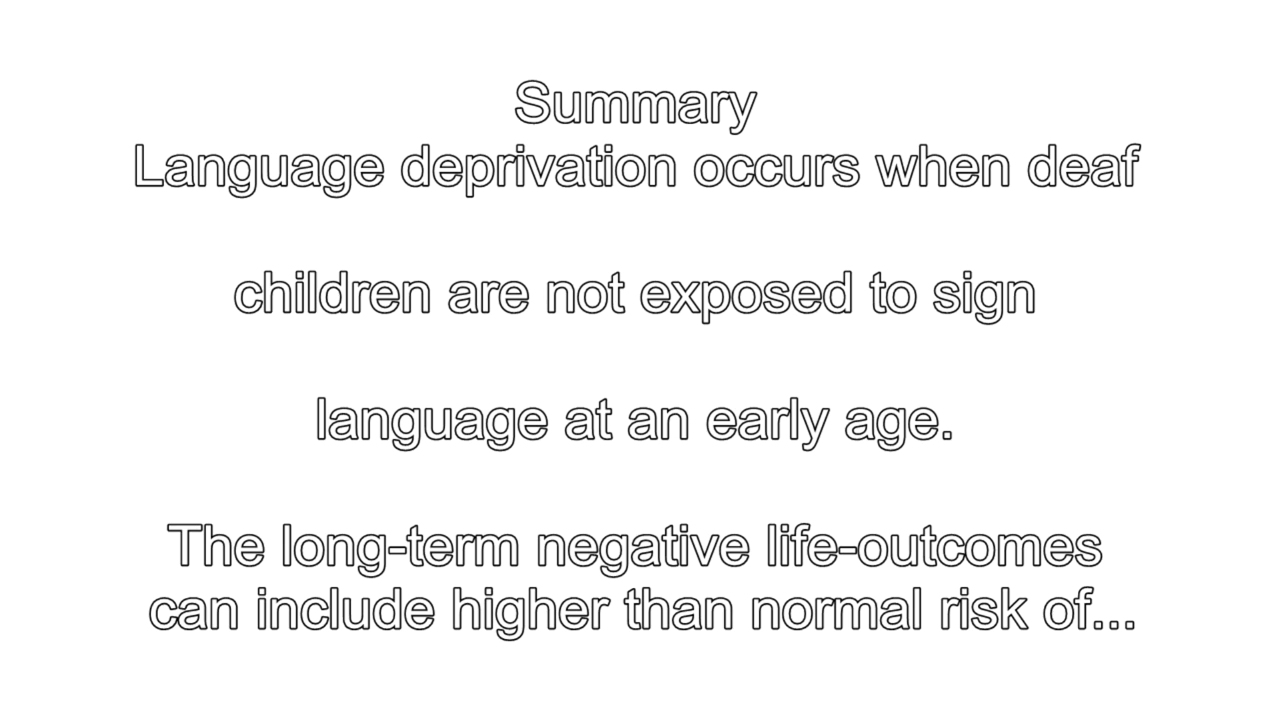 Summary
Language deprivation occurs when deaf
children are not exposed to sign
language at an early age.
The long-term negative life-outcomes
can include higher than normal risk of...